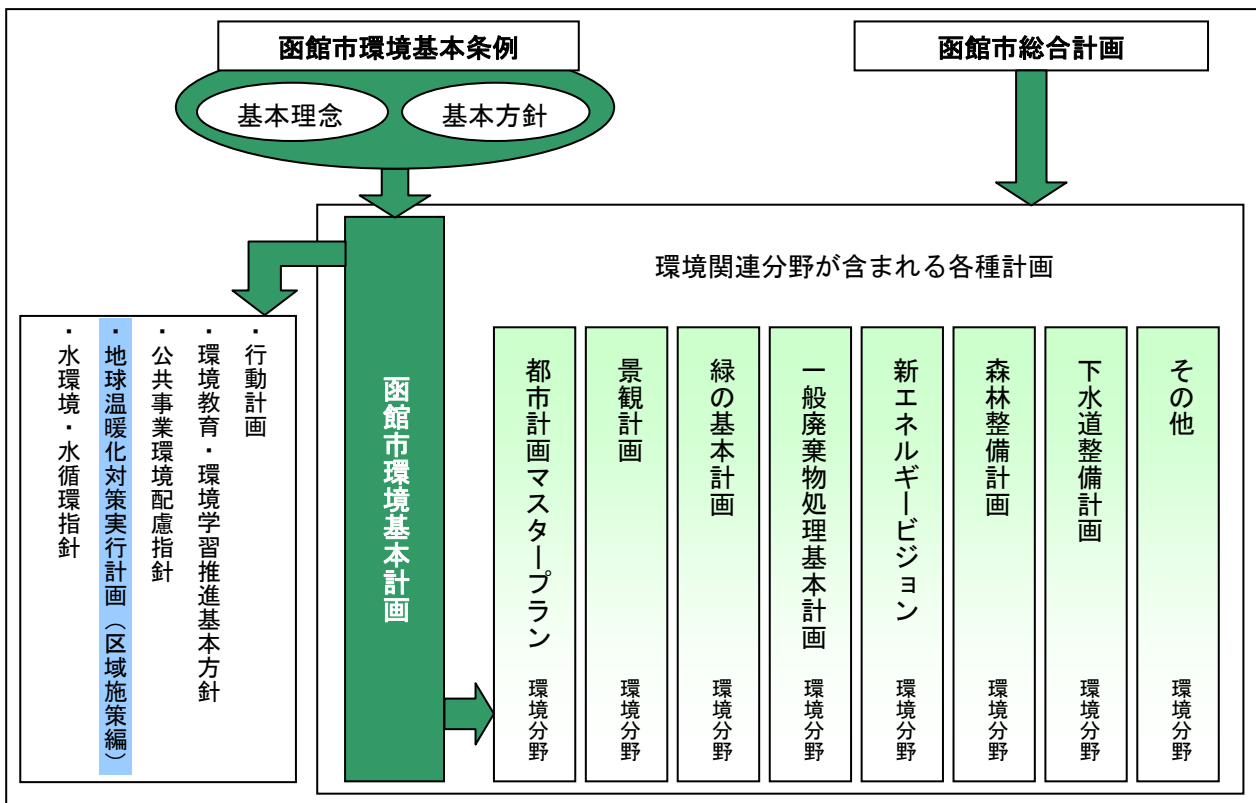 函館市環境基本条例
函館市総合計画
基本理念
基本方針
環境関連分野が含まれる各種計画
・行動計画
・環境教育・環境学習推進基本方針
・公共事業環境配慮指針
・地球温暖化対策実行計画（区域施策編）
・水環境・水循環指針
函館市環境基本計画
都市計画マスタープラン
環境分野
景観計画
環境分野
緑の基本計画
環境分野
一般廃棄物処理基本計画
環境分野
新エネルギービジョン
環境分野
森林整備計画
環境分野
下水道整備計画
環境分野
その他
環境分野